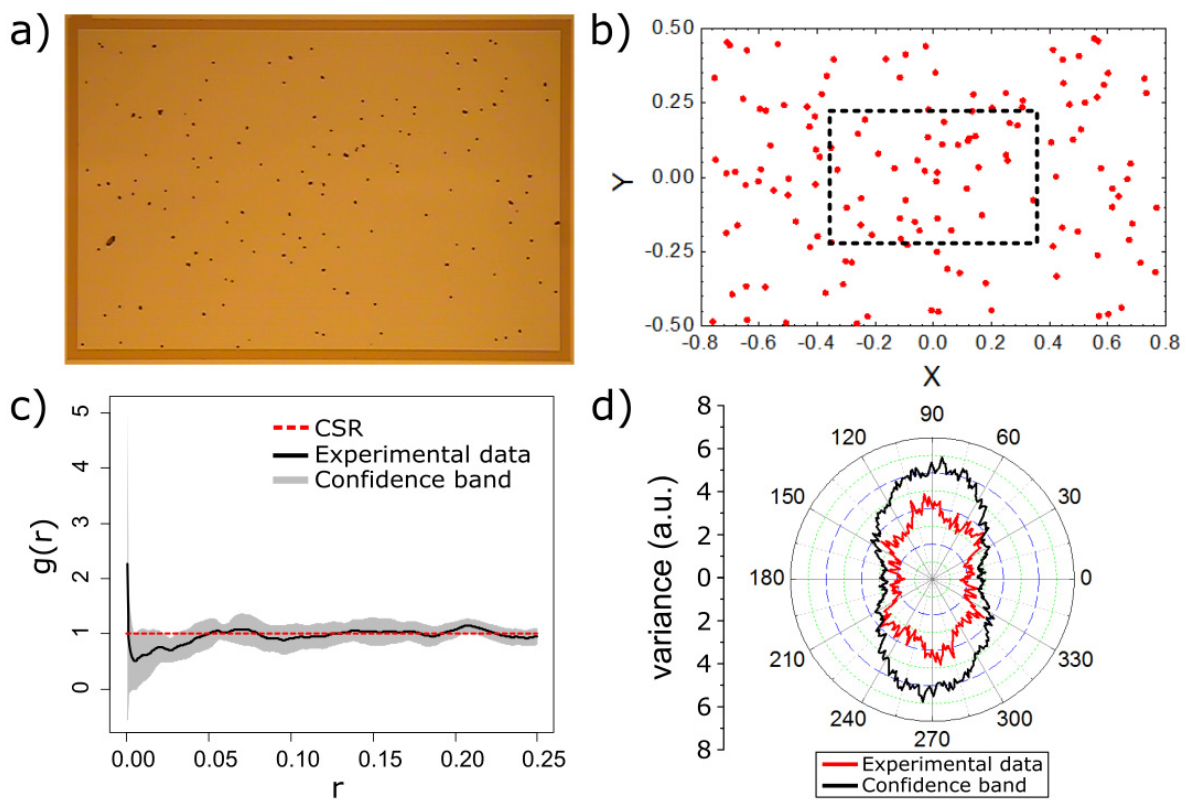 a)
b)
0.50
0.25
0.00
-0.25
-0.50
Y
-0.8 -0.6 -0.4 -0.2 0.0 0.2 0.4 0.6 0.8
X
c)
5
4
3
2
1
0
g(r)
CSR
Experimental data
Confidence band
0.00 0.05 0.10 0.15 0.20 0.25
r
d)
8
6
4
2
0
2
4
6
8
variance (a.u.)
90
120 60
150 30
180 0
210 330
240 300
270
Experimental data
Confidence band